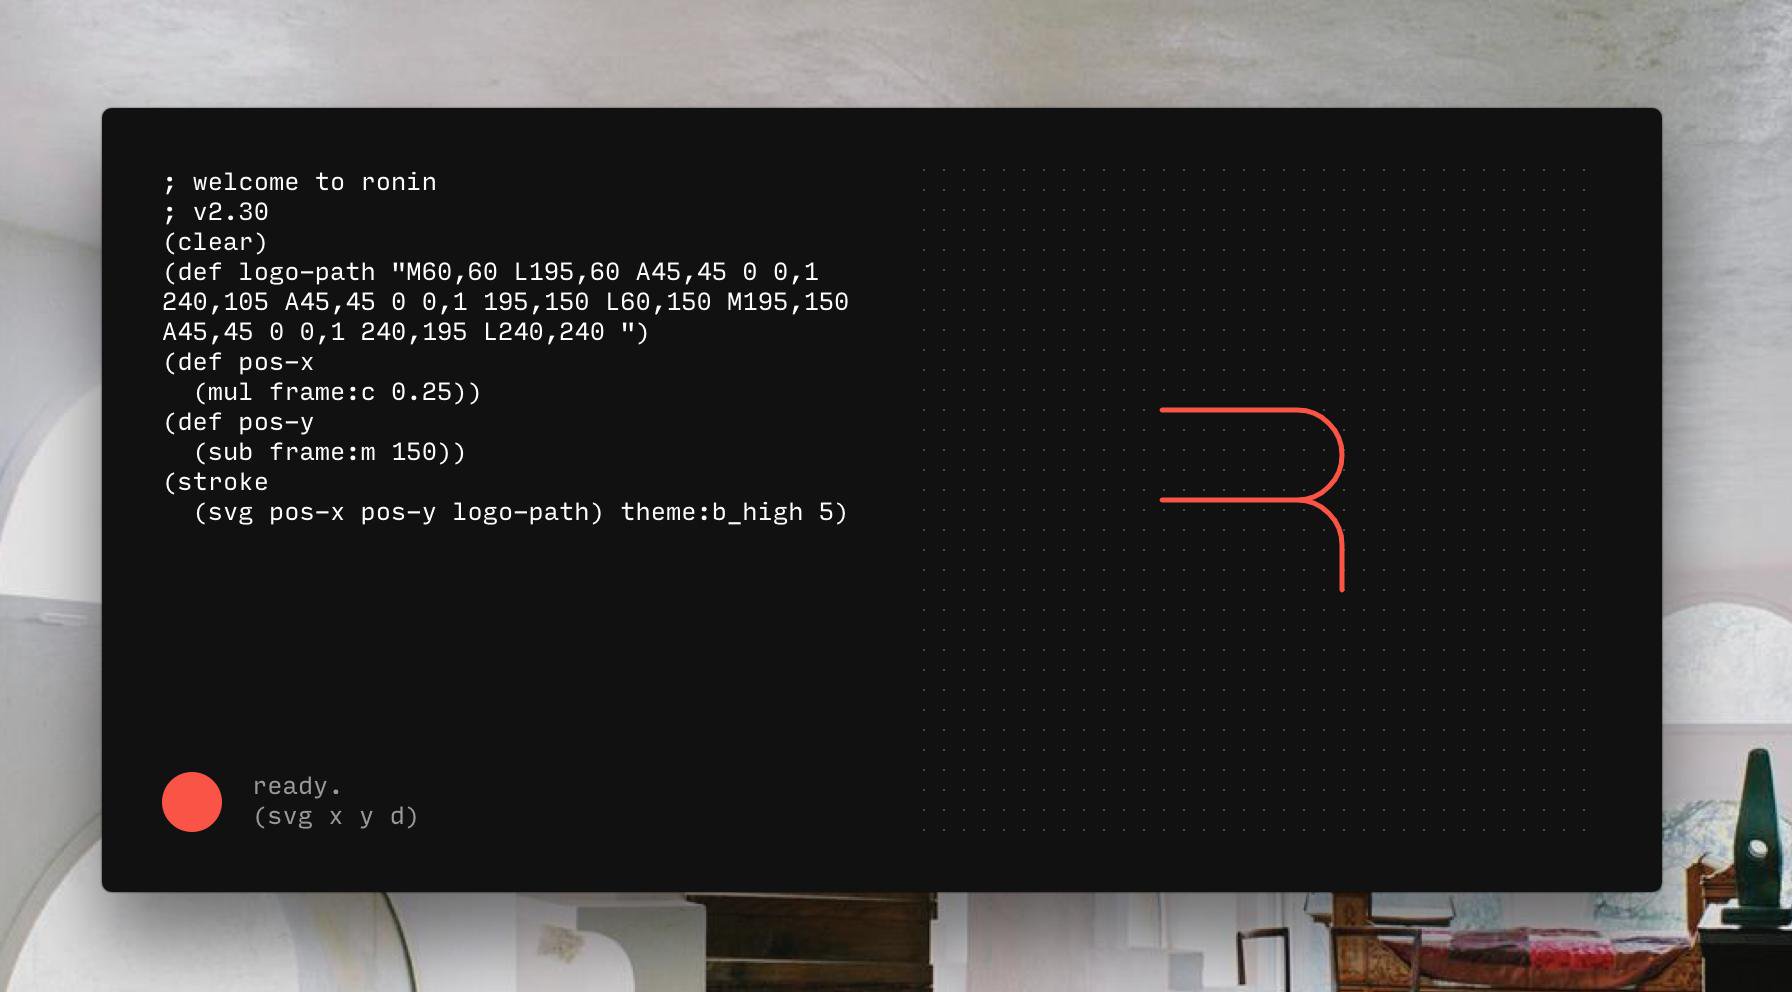 ; welcome to ronin
; v2.30
(clear)
(def logo-path "M60,60 L195,60 A45,45 0 0,1
240,105 A45,45 0 0,1 195,150 L60,150 M195,150
A45,45 0 0,1 240,195 L240,240 ")
(def pos-x
  (mul frame:c 0.25))
(def pos-y
  (sub frame:m 150))
(stroke
  (svg pos-x pos-y logo-path) theme:b_high 5)
ready.
(svg x y d)